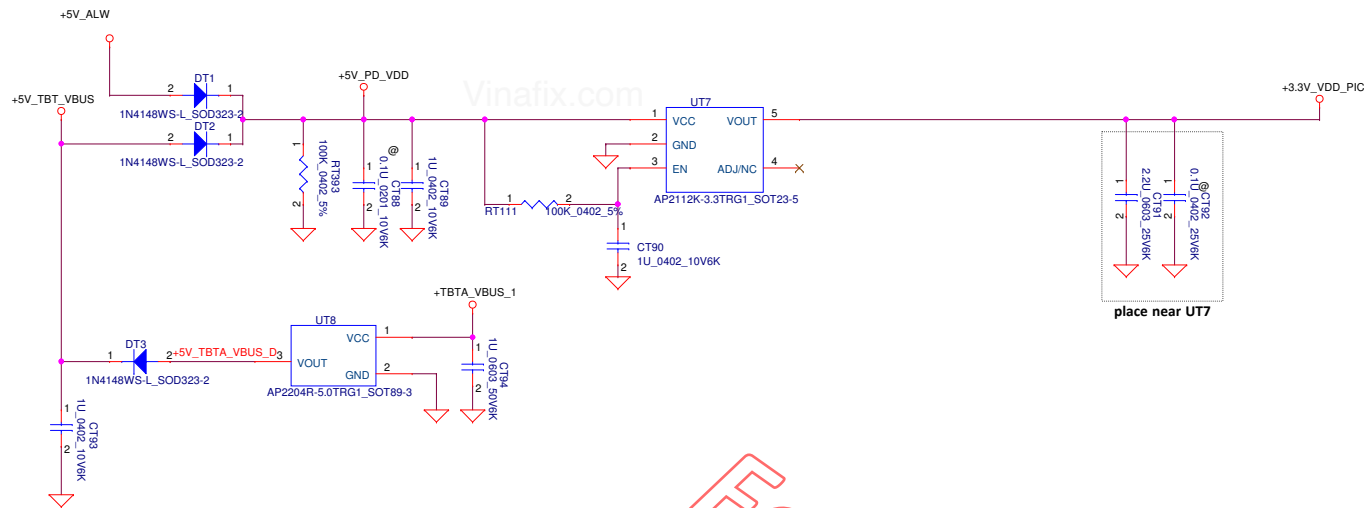 +5V_ALW
DT1
2
1
1N4148WS-L_SOD323-2
+5V_TBT_VBUS
DT2
2
1
1N4148WS-L_SOD323-2
+5V_PD_VDD
Vinafix.com
1
RT393
100K_0402_5%
2
@
1
CT88
0.1U_0201_10V6K
2
1
CT89
1U_0402_10V6K
2
UT7
1
VCC
VOUT
5
2
GND
3
EN
ADJ/NC
4
AP2112K-3.3TRG1_SOT23-5
RT111
1
2
100K_0402_5%
1
CT90
1U_0402_10V6K
2
+3.3V_VDD_PIC
1
CT91
2.2U_0603_25V6K
2
@
1
CT92
0.1U_0402_25V6K
2
place near UT7
+TBTA_VBUS_1
UT8
VCC
1
3
VOUT
GND
2
AP2204R-5.0TRG1_SOT89-3
1
CT94
1U_0603_50V6K
2
DT3
1
2
+5V_TBTA_VBUS_D
1N4148WS-L_SOD323-2
1
CT93
1U_0402_10V6K
2